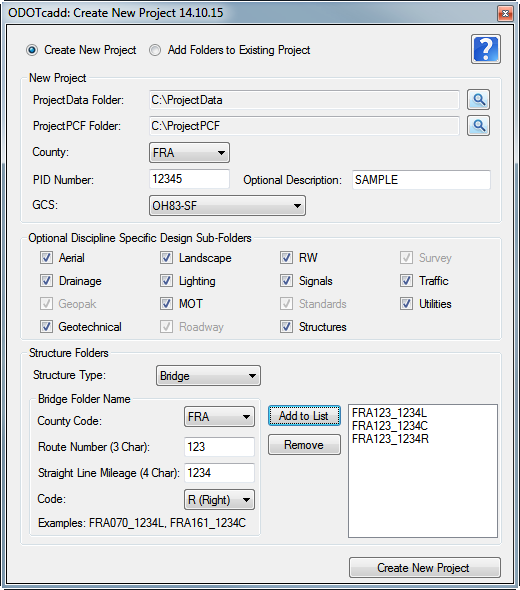 ODOTcadd: Create New Project 14.10.15
Create New Project Add Folders to Existing Project
?
New Project
ProjectData Folder: C:\ProjectData
ProjectPCF Folder: C:\ProjectPCF
County: FRA
PID Number: 12345 Optional Description: SAMPLE
GCS: OH83-SF
Optional Discipline Specific Design Sub-Folders
Aerial Landscape RW Survey
Drainage Lighting Signals Traffic
Geopak MOT Standards Utilities
Geotechnical Roadway Structures
Structure Folders
Structure Type: Bridge
Bridge Folder Name
County Code: FRA
Route Number (3 Char): 123
Straight Line Mileage (4 Char): 1234
Code: R (Right)
Examples: FRA070_1234L, FRA161_1234C
Add to List
Remove
FRA123_1234L
FRA123_1234C
FRA123_1234R
Create New Project